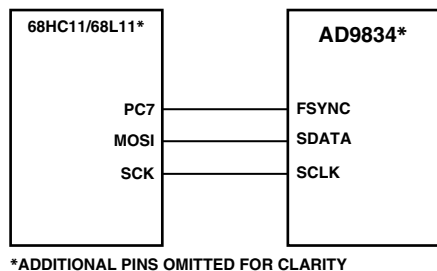 68HC11/68L11*
AD9834*
PC7
FSYNC
MOSI
SDATA
SCK
SCLK
*ADDITIONAL PINS OMITTED FOR CLARITY